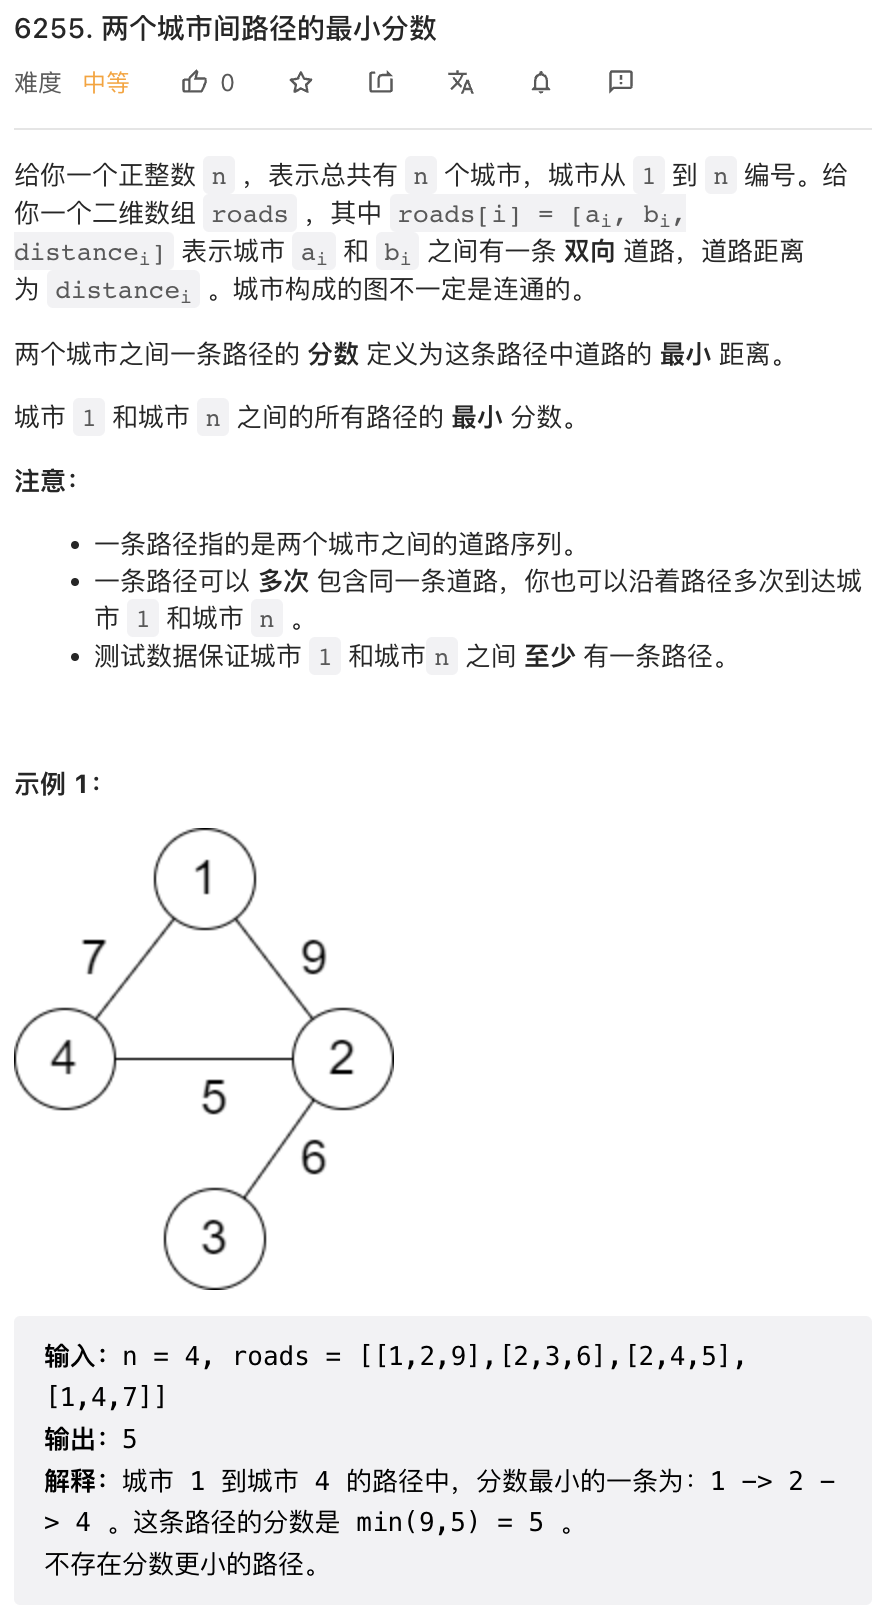 6255. 两个城市间路径的最小分数
难度 中等 0
给你一个正整数 n ，表示总共有 n 个城市，城市从 1 到 n 编号。给
你一个二维数组 roads ，其中 roads[i] = [ai, bi,
distancei] 表示城市 ai 和 bi 之间有一条 双向 道路，道路距离
为 distancei 。城市构成的图不一定是连通的。
两个城市之间一条路径的 分数 定义为这条路径中道路的 最小 距离。
城市 1 和城市 n 之间的所有路径的 最小 分数。
注意：
• 一条路径指的是两个城市之间的道路序列。
• 一条路径可以 多次 包含同一条道路，你也可以沿着路径多次到达城
市 1 和城市 n 。
• 测试数据保证城市 1 和城市 n 之间 至少 有一条路径。
示例 1：
1
7 9
4 2
5
6
3
输入：n = 4, roads = [[1,2,9],[2,3,6],[2,4,5],
[1,4,7]]
输出：5
解释：城市 1 到城市 4 的路径中，分数最小的一条为：1 -> 2 -
> 4 。这条路径的分数是 min(9,5) = 5 。
不存在分数更小的路径。